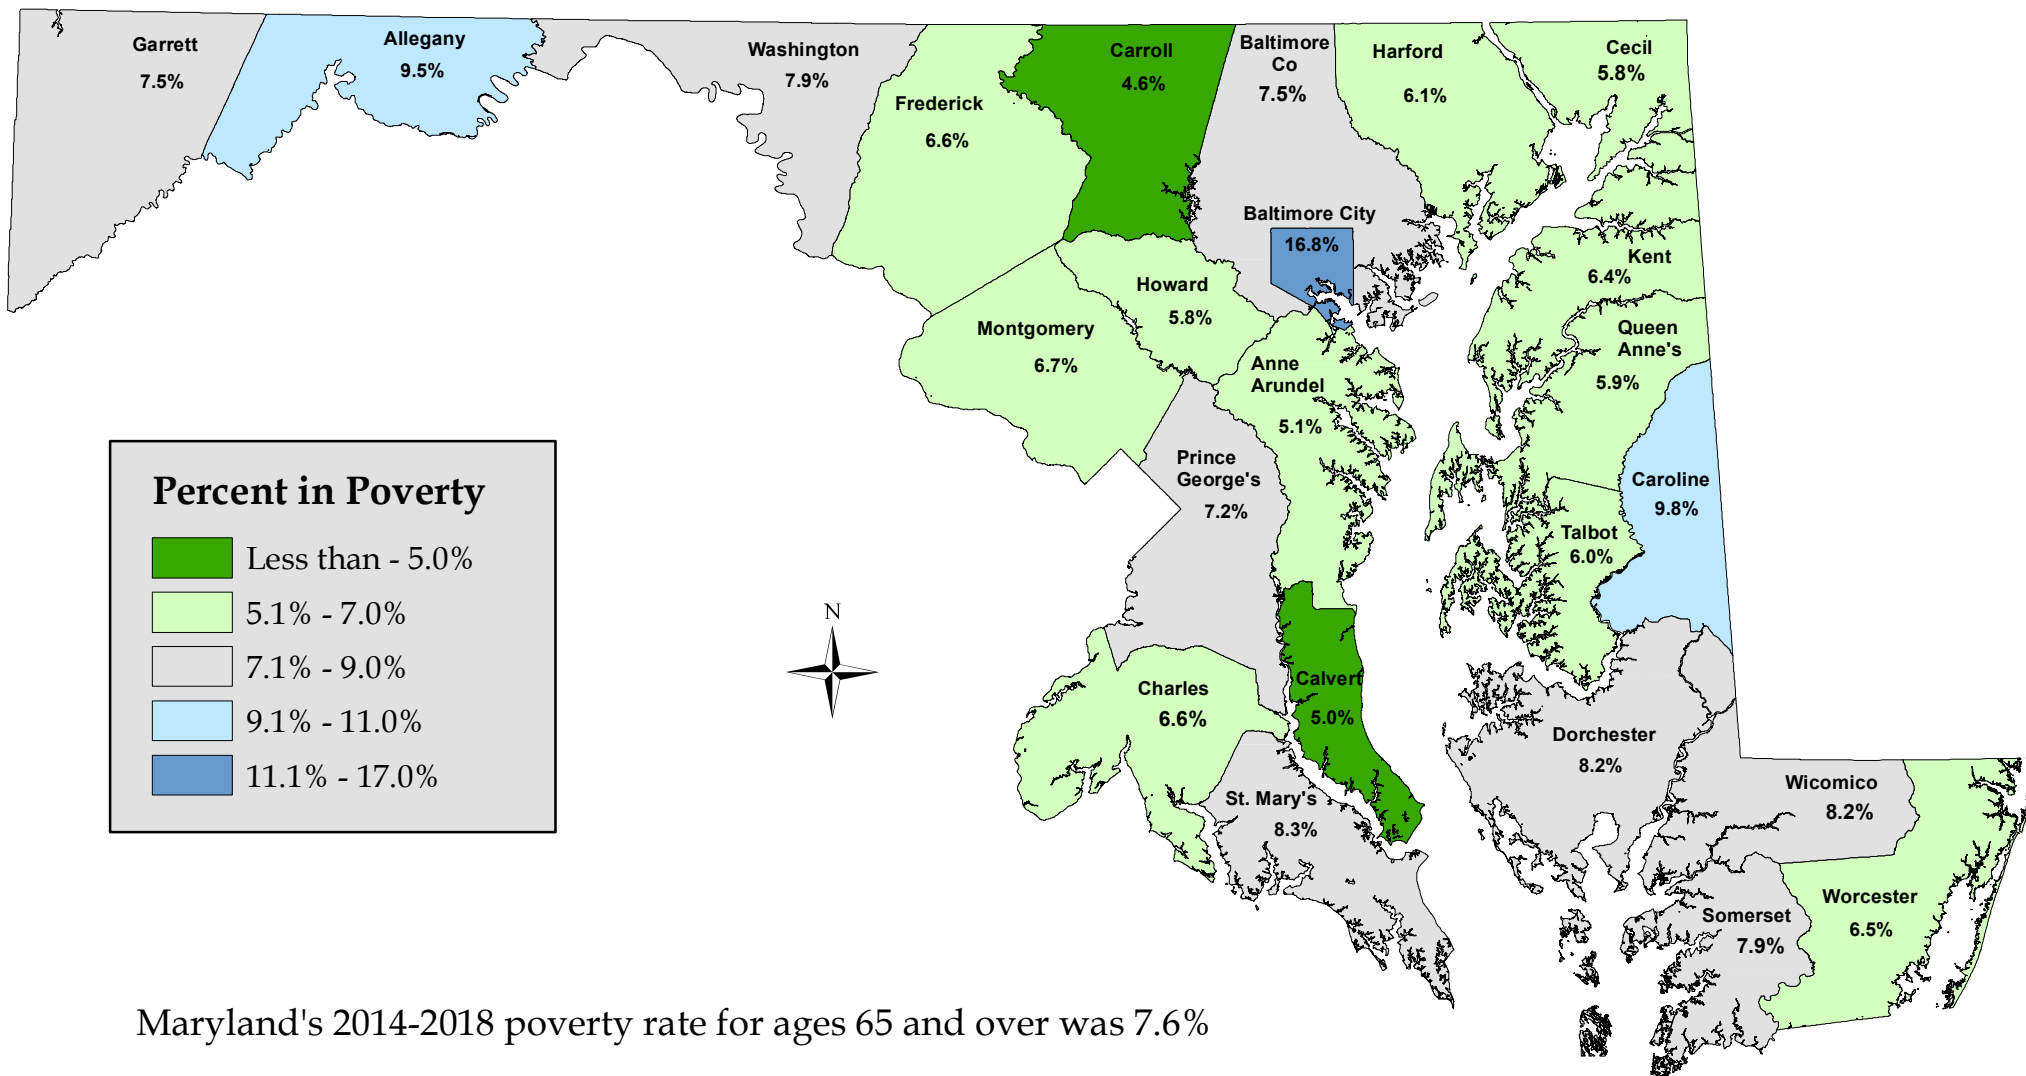 Garrett
7.5%
Allegany
9.5%
Washington
7.9%
Frederick
6.6%
Carroll
4.6%
Baltimore
Co
7.5%
Harford
6.1%
Cecil
5.8%
Baltimore City
16.8%
Howard
5.8%
Montgomery
6.7%
Kent
6.4%
Queen
Anne's
5.9%
Anne
Arundel
5.1%
Prince
George's
7.2%
Caroline
9.8%
Talbot
6.0%
Percent in Poverty
Less than - 5.0%
5.1% - 7.0%
7.1% - 9.0%
9.1% - 11.0%
11.1% - 17.0%
N
Charles
6.6%
Calvert
5.0%
St. Mary's
8.3%
Dorchester
8.2%
Wicomico
8.2%
Somerset
7.9%
Worcester
6.5%
Maryland's 2014-2018 poverty rate for ages 65 and over was 7.6%